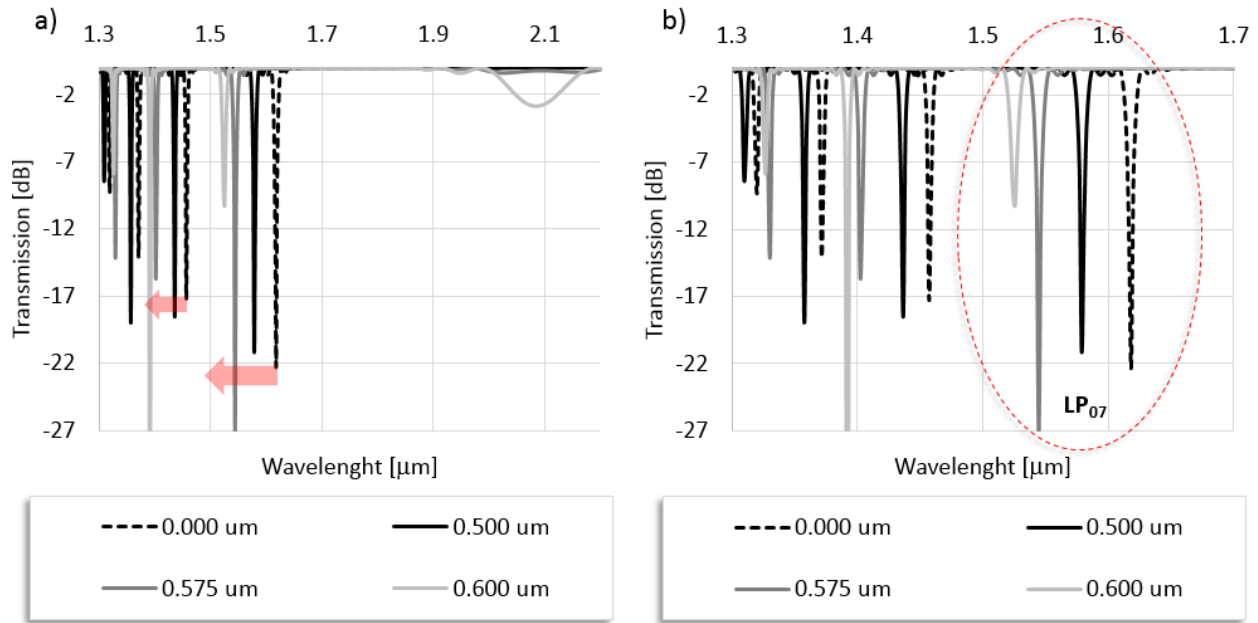 a)
1.3 1.5 1.7 1.9 2.1
-2
-7
-12
-17
-22
-27
Transmission [dB]
Wavelenght [μm]
0.000 um 0.500 um
0.575 um 0.600 um
b)
1.3 1.4 1.5 1.6 1.7
-2
-7
-12
-17
-22
-27
Transmission [dB]
LP₀₇
Wavelenght [μm]
0.000 um 0.500 um
0.575 um 0.600 um